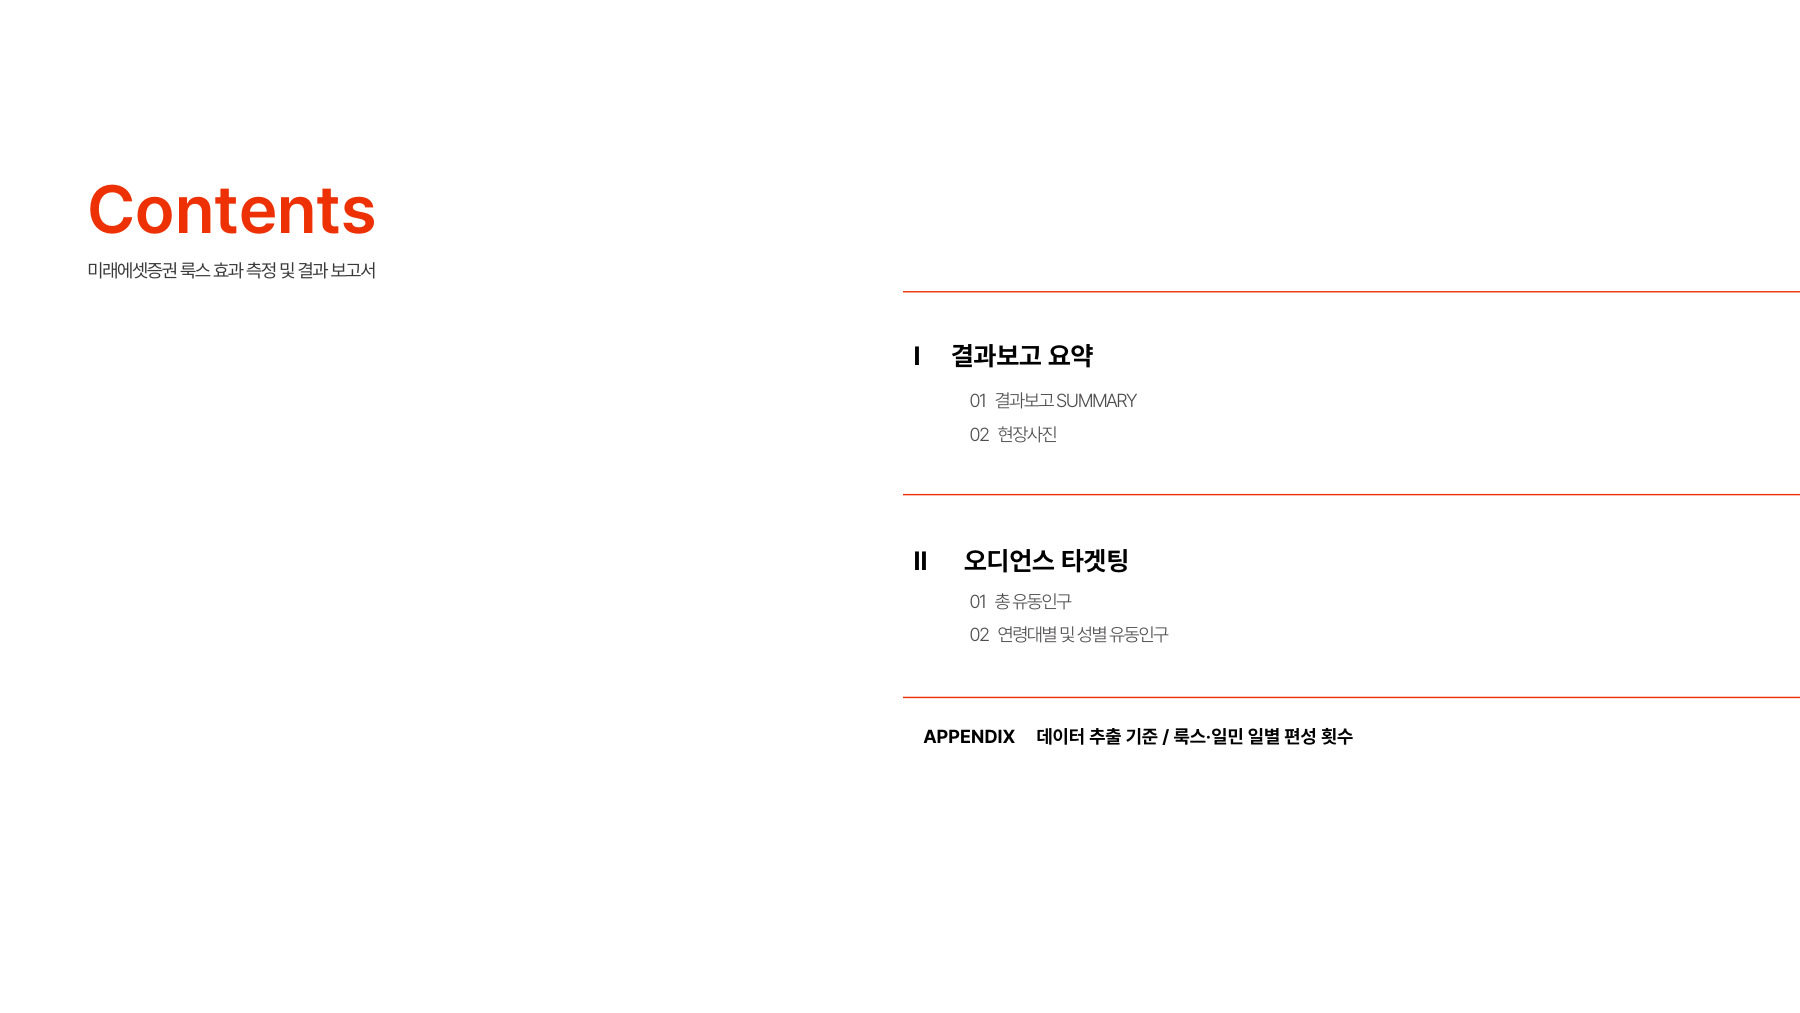 Contents
미래에셋증권 룩스 효과 측정 및 결과 보고서
I 결과보고 요약
01 결과보고 SUMMARY
02 현장사진
II 오디언스 타겟팅
01 총 유동인구
02 연령대별 및 성별 유동인구
APPENDIX 데이터 추출 기준 / 룩스·일민 일별 편성 횟수